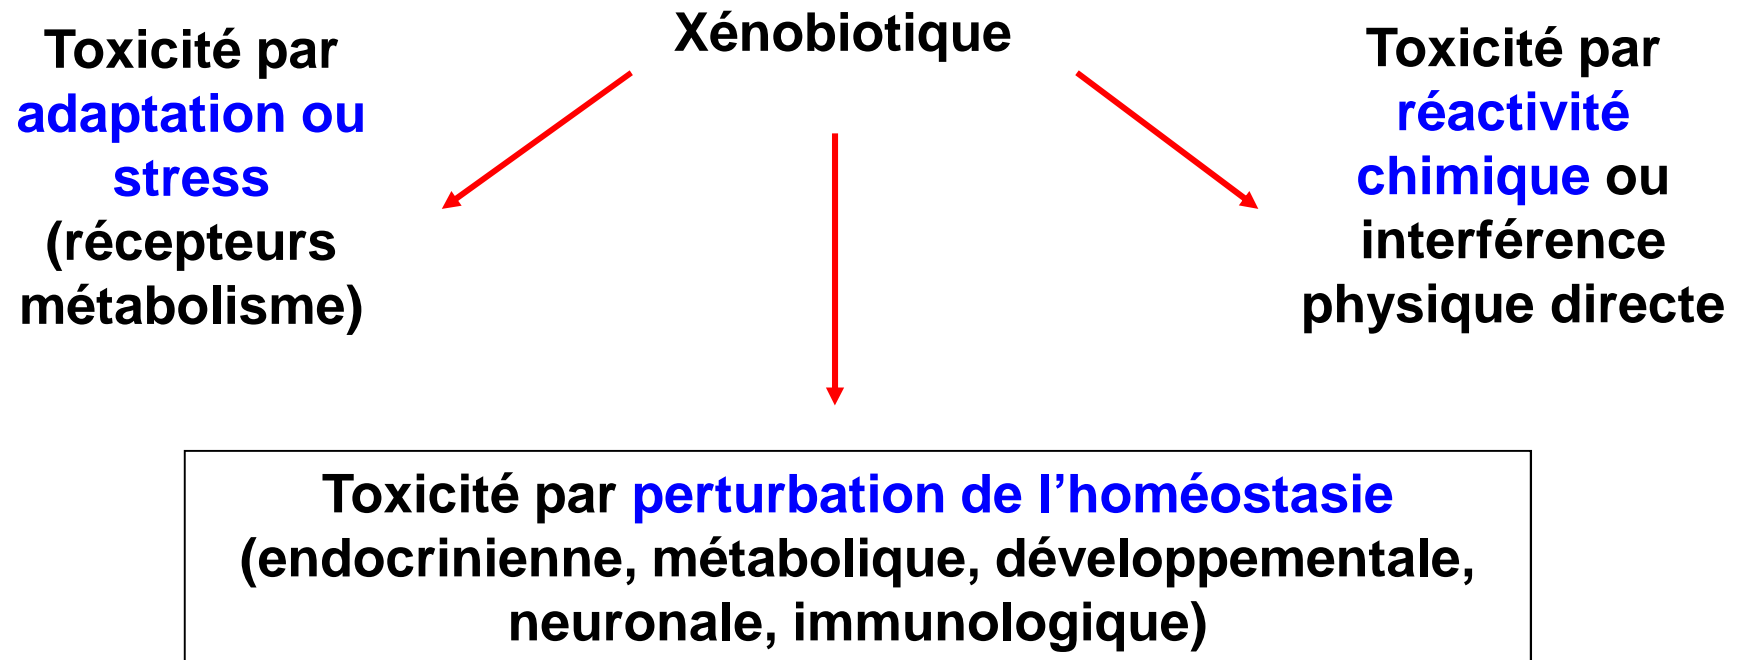 Xénobiotique
Toxicité par
adaptation ou
stress
(récepteurs
métabolisme)
Toxicité par
réactivité
chimique ou
interférence
physique directe
Toxicité par perturbation de l’homéostasie
(endocrinienne, métabolique, développementale,
neuronale, immunologique)